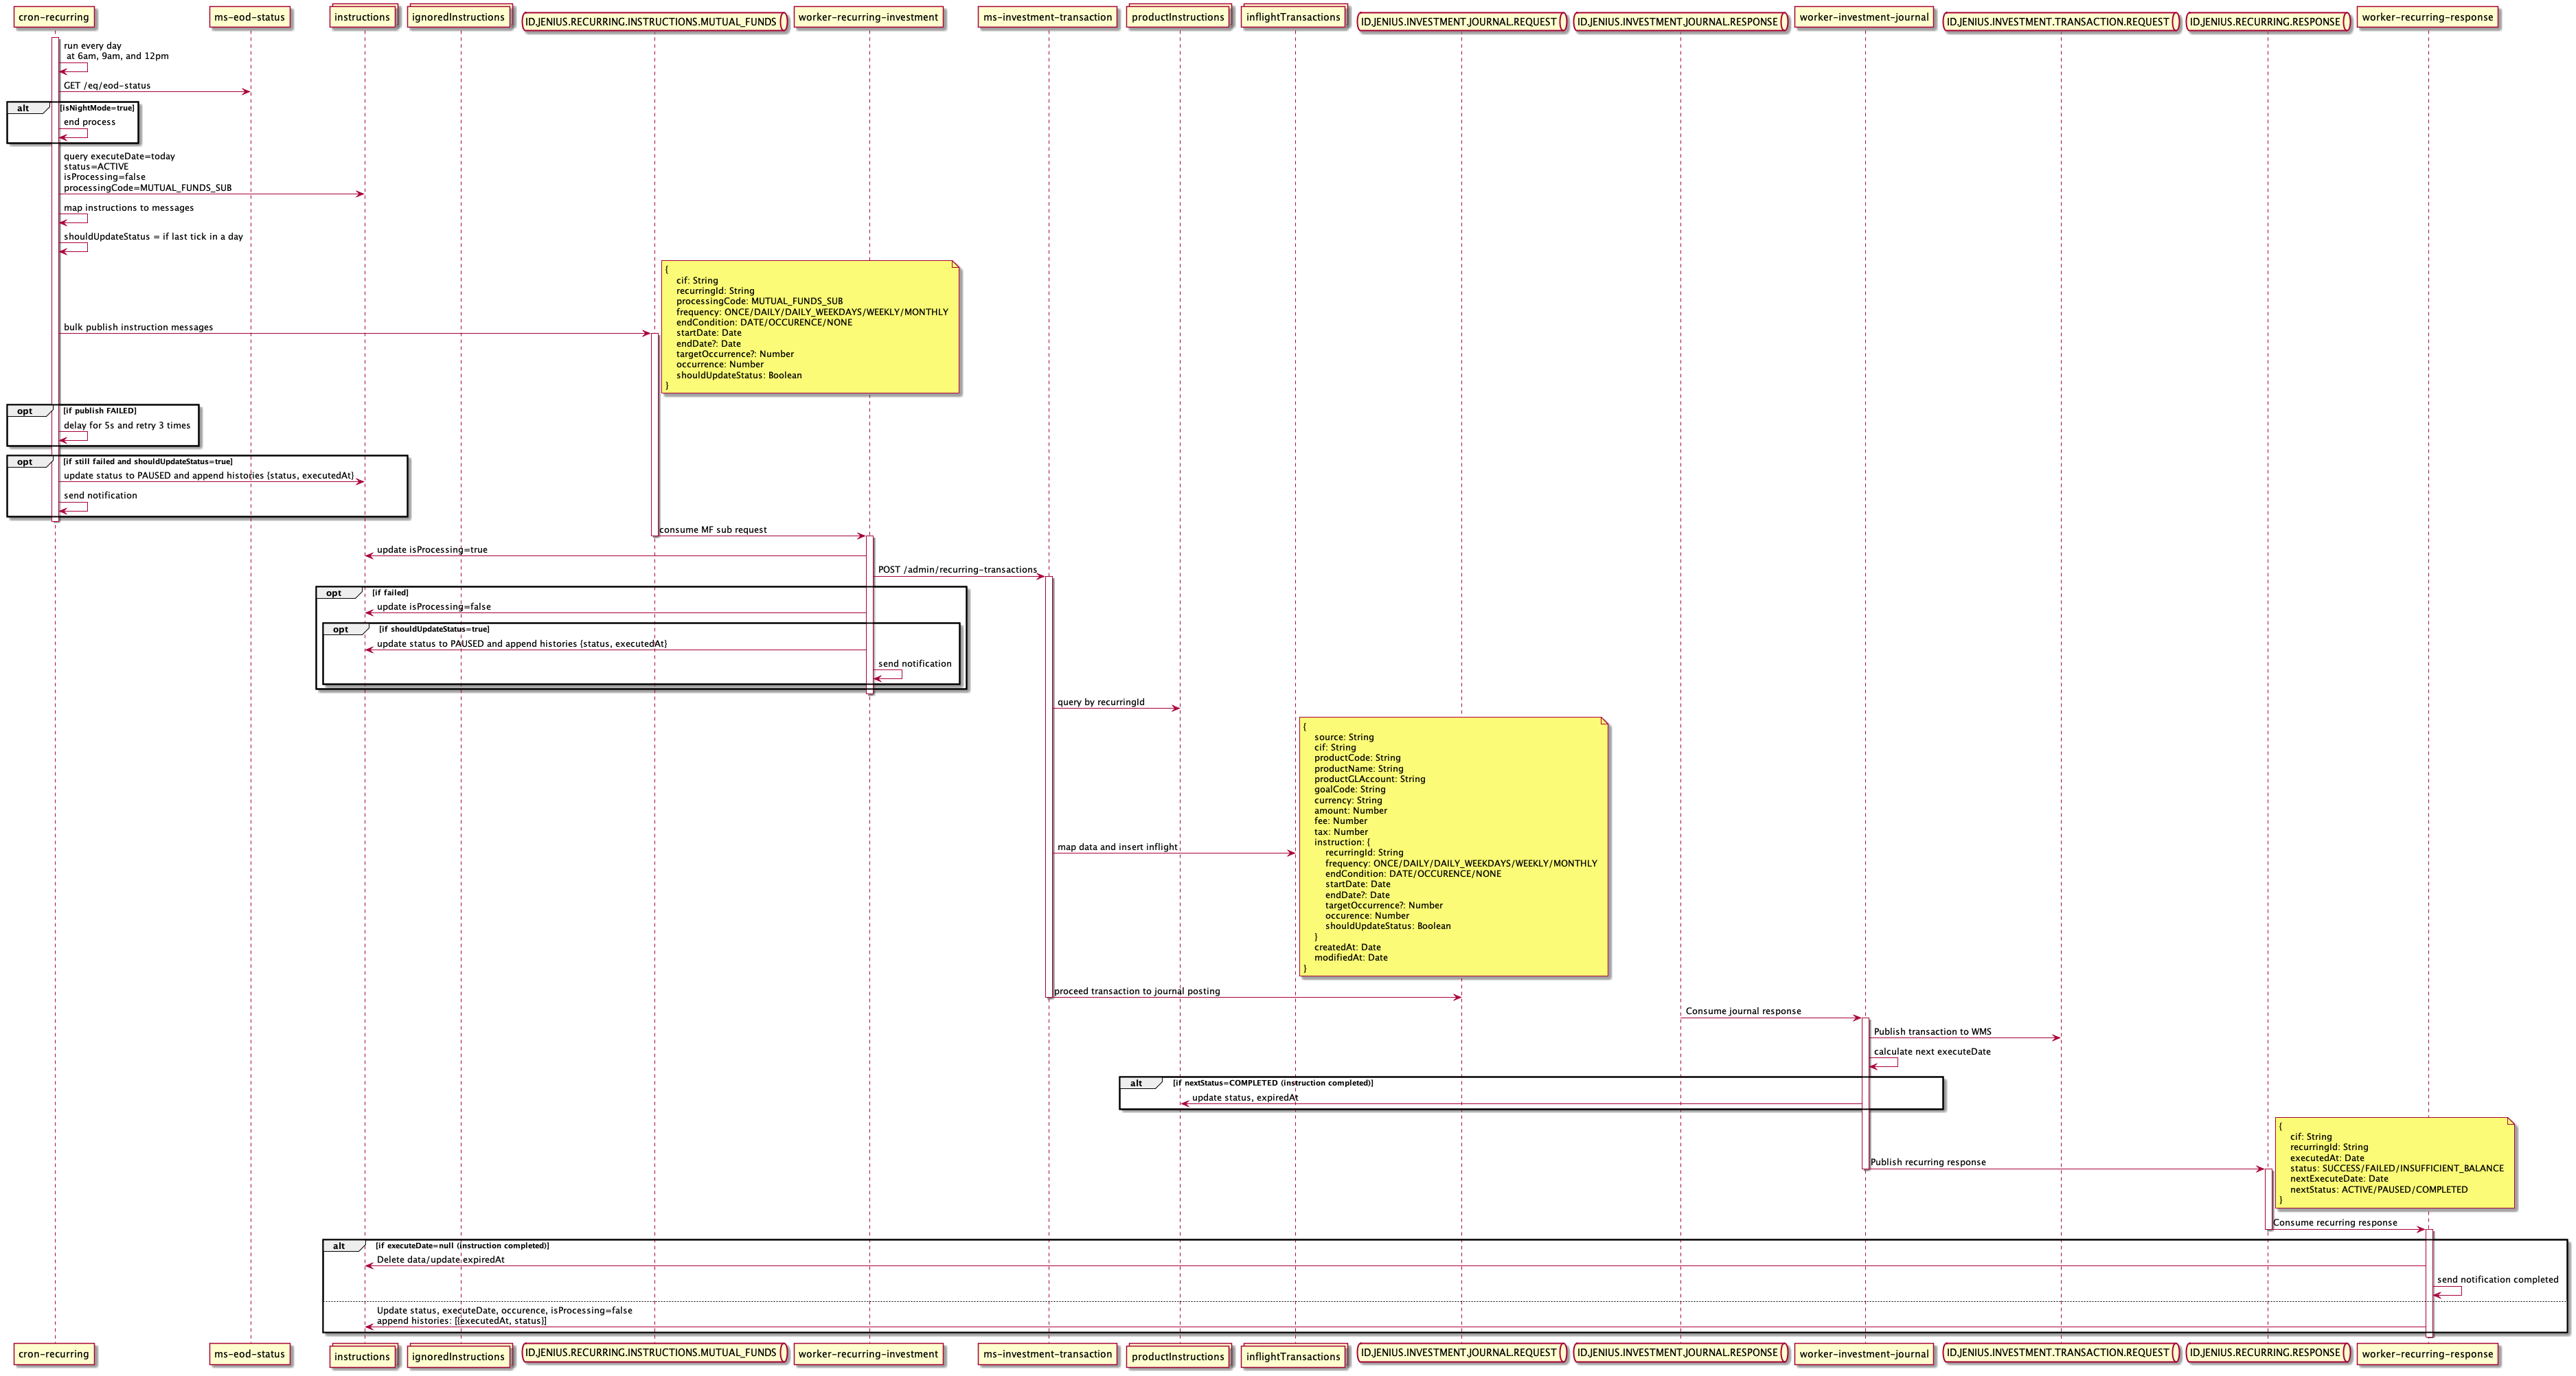 cron-recurring
ms-eod-status
instructions
ignoredInstructions
ID.JENIUS.RECURRING.INSTRUCTIONS.MUTUAL_FUNDS
worker-recurring-investment
ms-investment-transaction
productInstructions
inflightTransactions
ID.JENIUS.INVESTMENT.JOURNAL.REQUEST
ID.JENIUS.INVESTMENT.JOURNAL.RESPONSE
worker-investment-journal
ID.JENIUS.INVESTMENT.TRANSACTION.REQUEST
ID.JENIUS.RECURRING.RESPONSE
worker-recurring-response
run every day
at 6am, 9am, and 12pm
GET /eq/eod-status
alt [isNightMode=true]
end process
query executeDate=today
status=ACTIVE
isProcessing=false
processingCode=MUTUAL_FUNDS_SUB
map instructions to messages
shouldUpdateStatus = if last tick in a day
{
cif: String
recurringId: String
processingCode: MUTUAL_FUNDS_SUB
frequency: ONCE/DAILY/DAILY_WEEKDAYS/WEEKLY/MONTHLY
endCondition: DATE/OCCURENCE/NONE
startDate: Date
endDate?: Date
targetOccurrence?: Number
occurrence: Number
shouldUpdateStatus: Boolean
}
bulk publish instruction messages
opt [if publish FAILED]
delay for 5s and retry 3 times
opt [if still failed and shouldUpdateStatus=true]
update status to PAUSED and append histories {status, executedAt}
send notification
consume MF sub request
update isProcessing=true
POST /admin/recurring-transactions
opt [if failed]
update isProcessing=false
opt [if shouldUpdateStatus=true]
update status to PAUSED and append histories {status, executedAt}
send notification
query by recurringId
{
source: String
cif: String
productCode: String
productName: String
productGLAccount: String
goalCode: String
currency: String
amount: Number
fee: Number
tax: Number
instruction: {
recurringId: String
frequency: ONCE/DAILY/DAILY_WEEKDAYS/WEEKLY/MONTHLY
endCondition: DATE/OCCURENCE/NONE
startDate: Date
endDate?: Date
targetOccurrence?: Number
occurence: Number
shouldUpdateStatus: Boolean
}
createdAt: Date
modifiedAt: Date
}
map data and insert inflight
proceed transaction to journal posting
Consume journal response
Publish transaction to WMS
calculate next executeDate
alt [if nextStatus=COMPLETED (instruction completed)]
update status, expiredAt
{
cif: String
recurringId: String
executedAt: Date
status: SUCCESS/FAILED/INSUFFICIENT_BALANCE
nextExecuteDate: Date
nextStatus: ACTIVE/PAUSED/COMPLETED
}
Publish recurring response
Consume recurring response
alt [if executeDate=null (instruction completed)]
Delete data/update expiredAt
send notification completed
Update status, executeDate, occurence, isProcessing=false
append histories: [{executedAt, status}]
cron-recurring
ms-eod-status
instructions
ignoredInstructions
ID.JENIUS.RECURRING.INSTRUCTIONS.MUTUAL_FUNDS
worker-recurring-investment
ms-investment-transaction
productInstructions
inflightTransactions
ID.JENIUS.INVESTMENT.JOURNAL.REQUEST
ID.JENIUS.INVESTMENT.JOURNAL.RESPONSE
worker-investment-journal
ID.JENIUS.INVESTMENT.TRANSACTION.REQUEST
ID.JENIUS.RECURRING.RESPONSE
worker-recurring-response